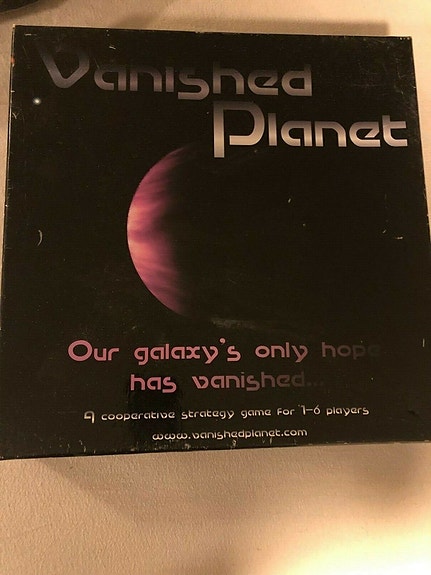 Vanished
Planet
Our galaxy's only hope
has vanished...
A cooperative strategy game for 1-6 players
www.vanishedplanet.com